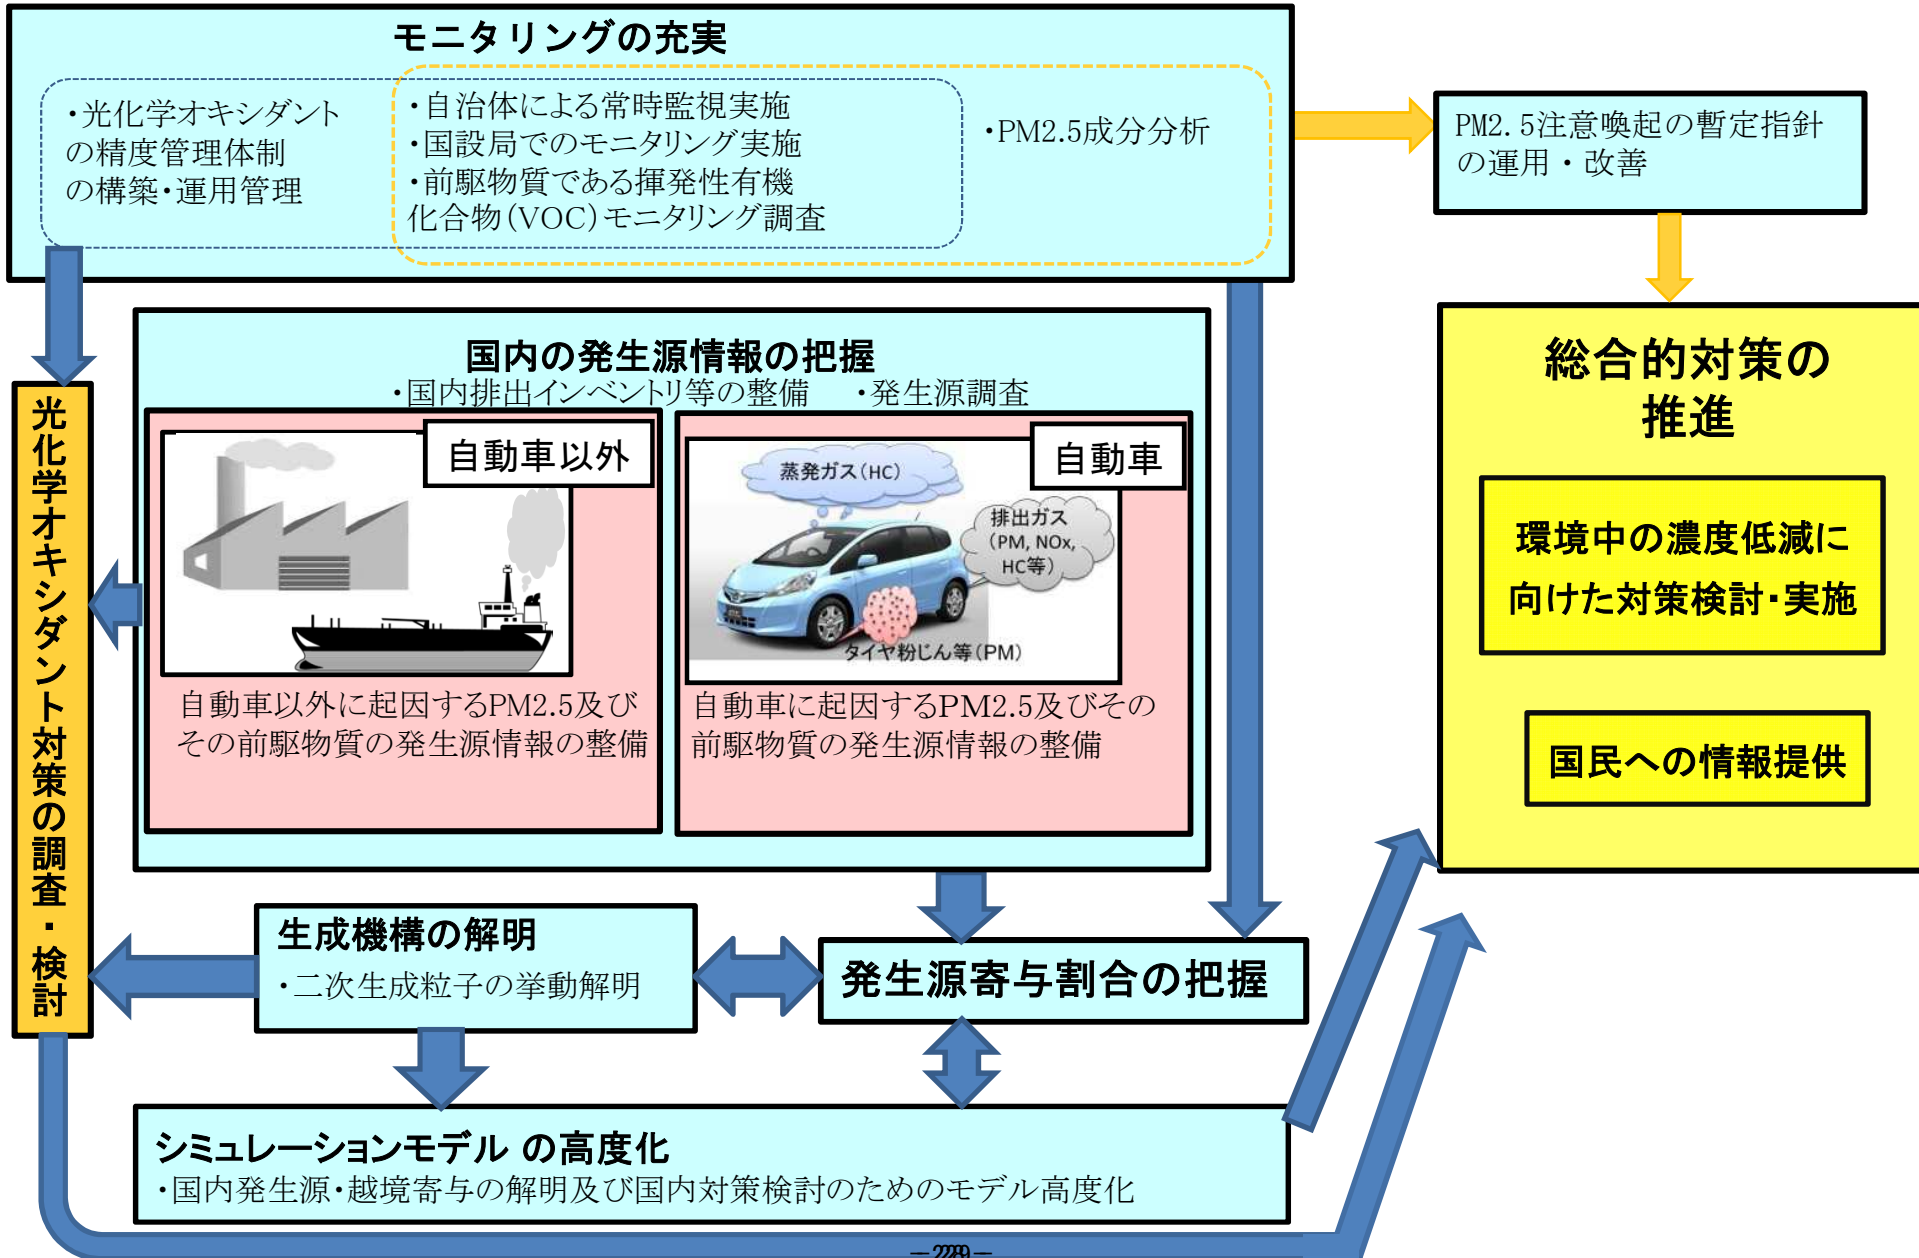 モニタリングの充実
・光化学オキシダント
の精度管理体制
の構築・運用管理
・自治体による常時監視実施
・国設局でのモニタリング実施
・前駆物質である揮発性有機
化合物(VOC)モニタリング調査
・PM2.5成分分析
PM2.5注意喚起の暫定指針
の運用・改善
国内の発生源情報の把握
・国内排出インベントリ等の整備　・発生源調査
自動車以外
自動車以外に起因するPM2.5及び
その前駆物質の発生源情報の整備
自動車
蒸発ガス(HC)
排出ガス
(PM, NOx,
HC等)
タイヤ粉じん等(PM)
自動車に起因するPM2.5及びその
前駆物質の発生源情報の整備
光化学オキシダント対策の調査・検討
総合的対策の
推進
環境中の濃度低減に
向けた対策検討・実施
国民への情報提供
生成機構の解明
・二次生成粒子の挙動解明
発生源寄与割合の把握
シミュレーションモデル の高度化
・国内発生源・越境寄与の解明及び国内対策検討のためのモデル高度化